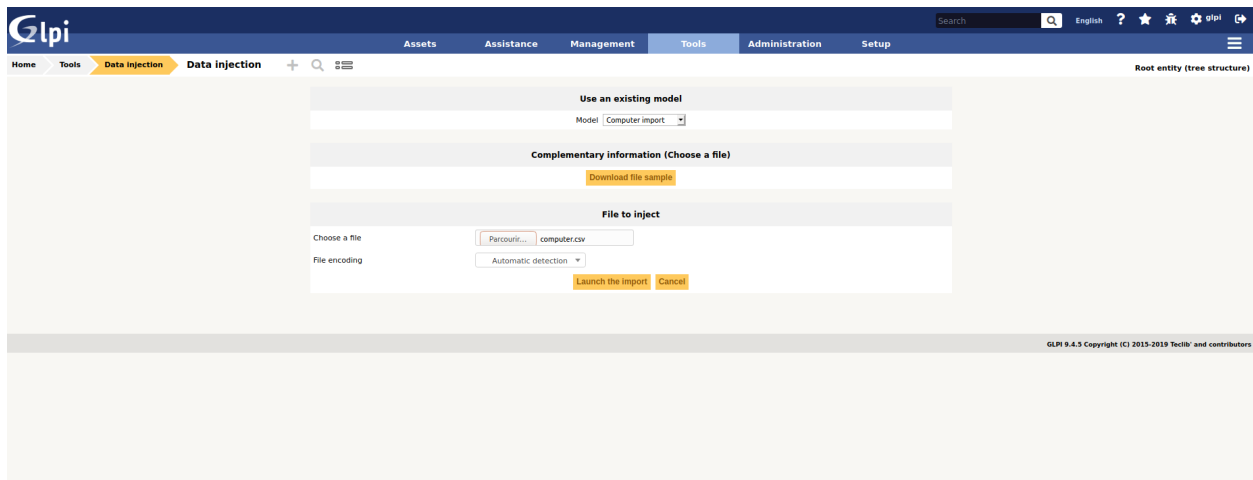 Glpi
Search English ? glpi
Assets Assistance Management Tools Administration Setup
Home Tools Data injection Data injection Root entity (tree structure)
Use an existing model
Model Computer import
Complementary information (Choose a file)
Download file sample
File to inject
Choose a file Parcourir... computer.csv
File encoding Automatic detection
Launch the import Cancel
GLPI 9.4.5 Copyright (C) 2015-2019 Teclib' and contributors